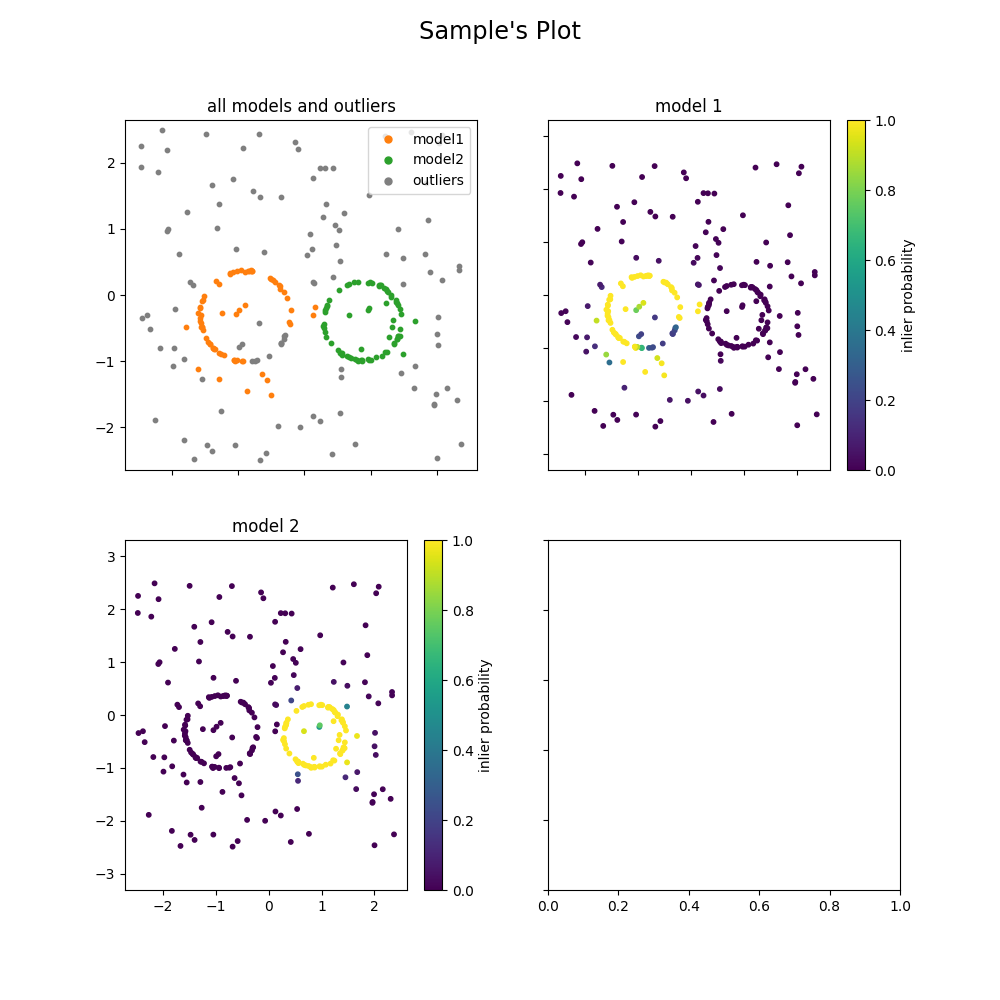 Sample's Plot
all models and outliers
model1
model2
outliers
2
1
0
−1
−2
model 1
1.0
0.8
0.6
0.4
0.2
0.0
inlier probability
model 2
3
2
1
0
−1
−2
−3
−2 −1 0 1 2
1.0
0.8
0.6
0.4
0.2
0.0
inlier probability
0.0 0.2 0.4 0.6 0.8 1.0